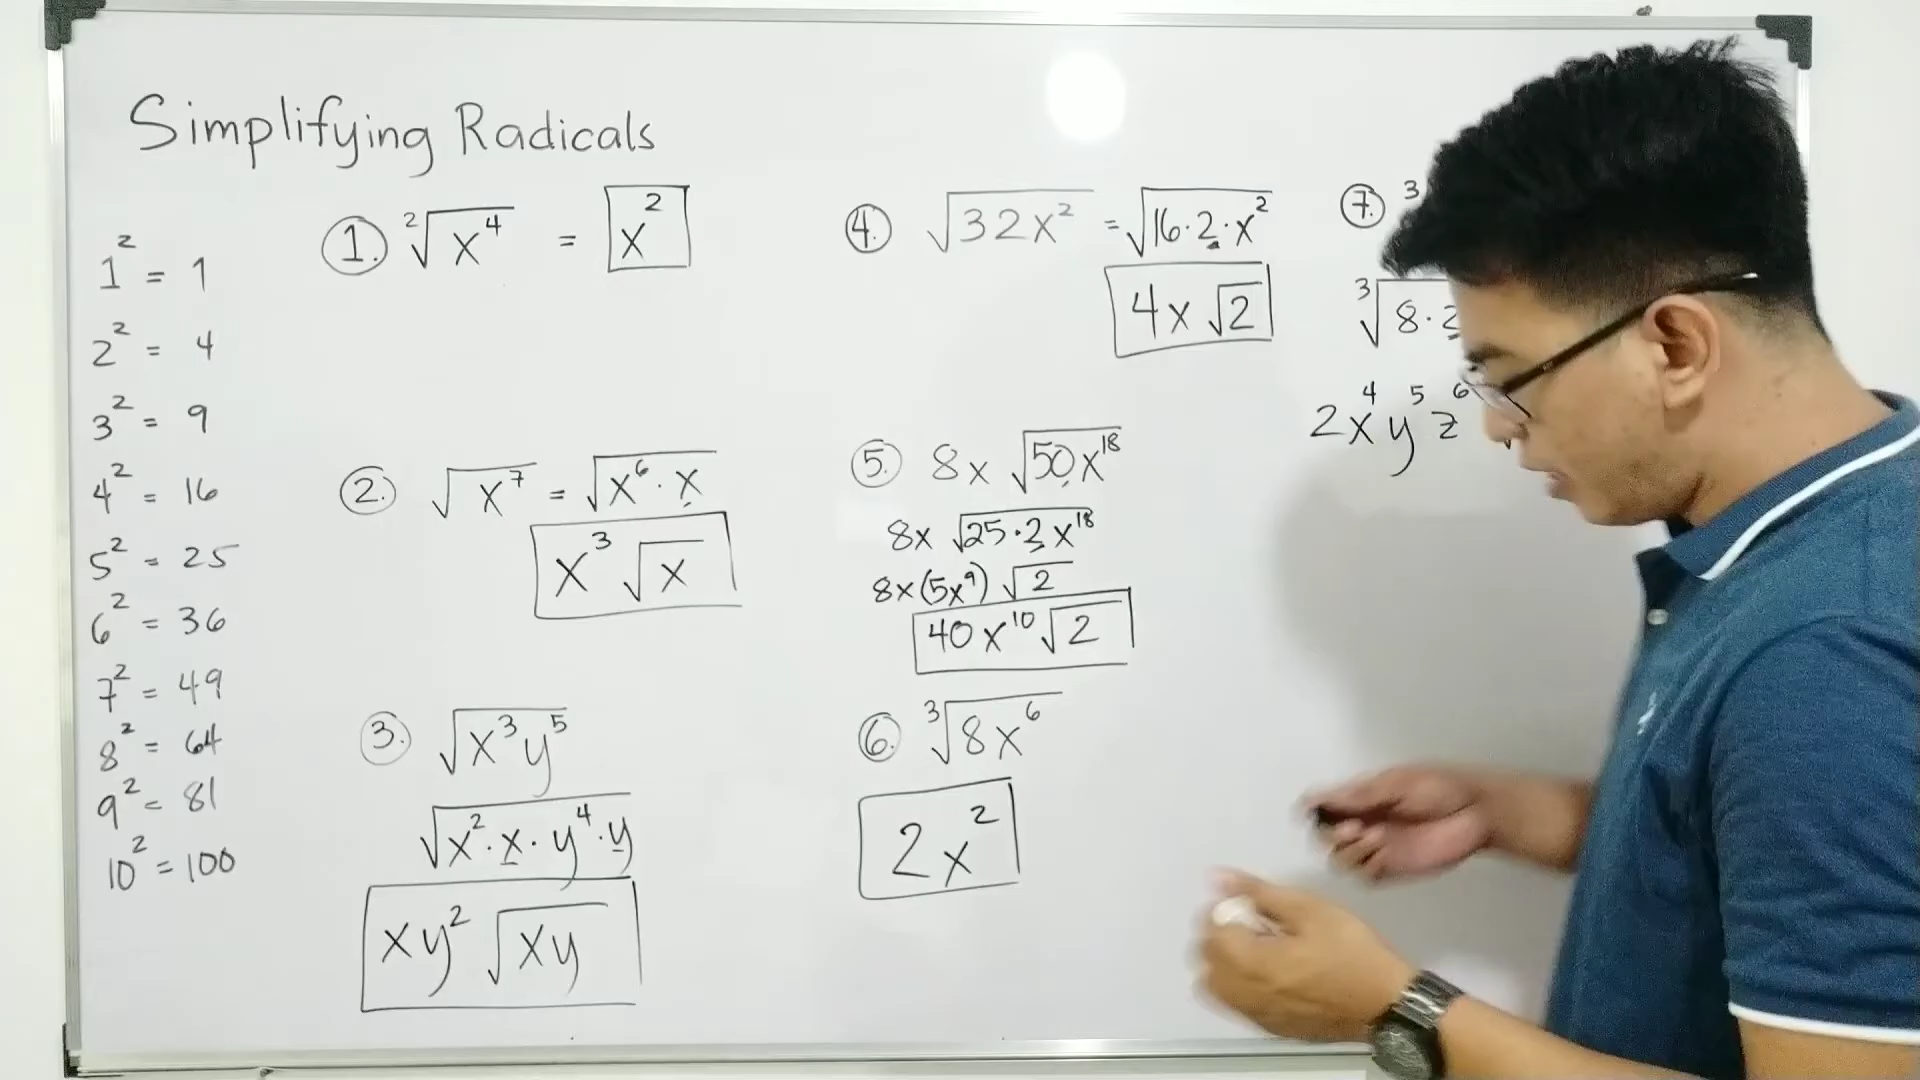 Simplifying Radicals
1² = 1
2² = 4
3² = 9
4² = 16
5² = 25
6² = 36
7² = 49
8² = 64
9² = 81
10² = 100
1. ²√x⁴ = x²
2. √x⁷ = √x⁶·x
x³√x
3. √x³y⁵
√x²·x·y⁴·y
xy²√xy
4. √32x² = √16·2·x²
4x√2
5. 8x√50x¹⁸
8x√25·2x¹⁸
8x(5x⁹)√2
40x¹⁰√2
6. ³√8x⁶
2x²
7. ³
³√8·2
2x⁴y⁵z⁶